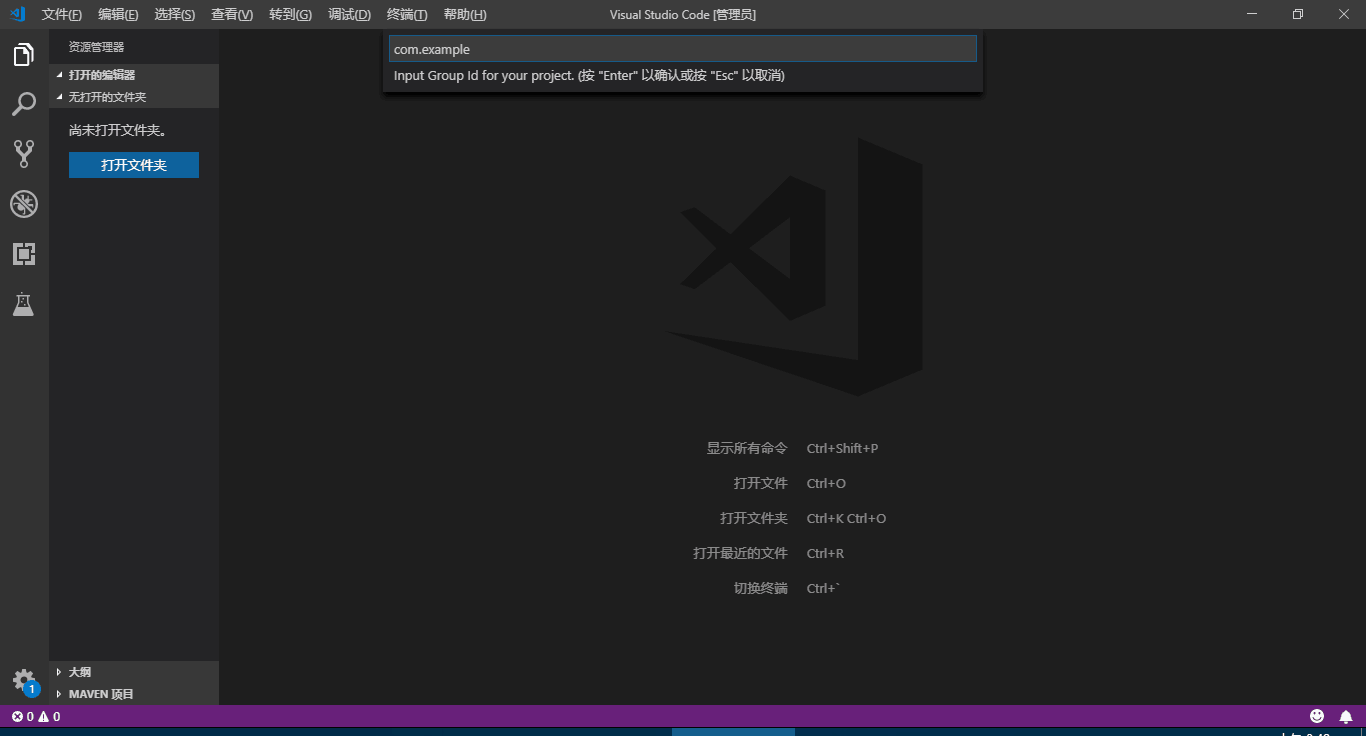 文件(F) 编辑(E) 选择(S) 查看(V) 转到(G) 调试(D) 终端(T) 帮助(H) Visual Studio Code [管理员]
资源管理器
打开的编辑器
无打开的文件夹
尚未打开文件夹。
打开文件夹
com.example
Input Group Id for your project. (按 "Enter" 以确认或按 "Esc" 以取消)
显示所有命令 Ctrl+Shift+P
打开文件 Ctrl+O
打开文件夹 Ctrl+K Ctrl+O
打开最近的文件 Ctrl+R
切换终端 Ctrl+`
大纲
MAVEN 项目
1
0 0